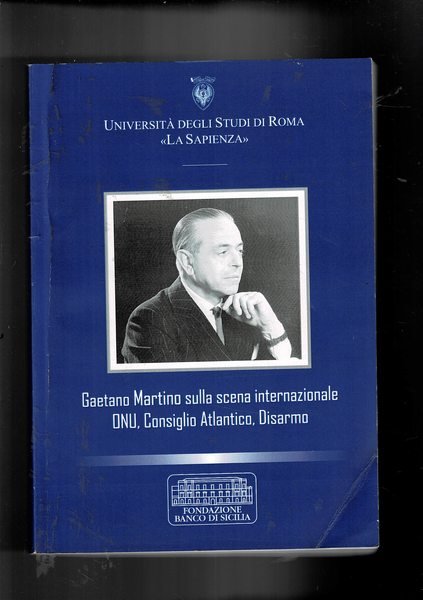 UNIVERSITÀ DEGLI STUDI DI ROMA
«LA SAPIENZA»
Gaetano Martino sulla scena internazionale
ONU, Consiglio Atlantico, Disarmo
FONDAZIONE
BANCO DI SICILIA